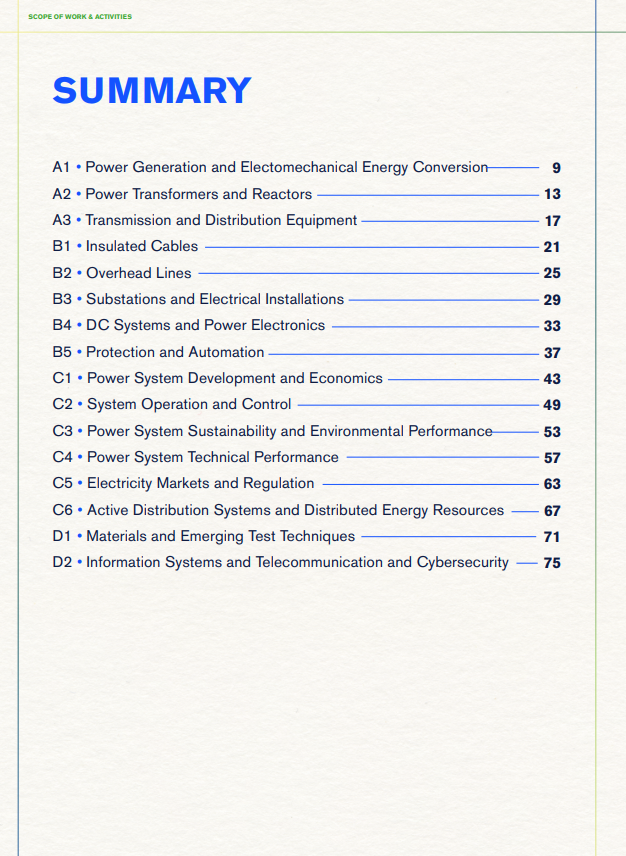 SCOPE OF WORK & ACTIVITIES
SUMMARY
A1 • Power Generation and Electomechanical Energy Conversion 9
A2 • Power Transformers and Reactors 13
A3 • Transmission and Distribution Equipment 17
B1 • Insulated Cables 21
B2 • Overhead Lines 25
B3 • Substations and Electrical Installations 29
B4 • DC Systems and Power Electronics 33
B5 • Protection and Automation 37
C1 • Power System Development and Economics 43
C2 • System Operation and Control 49
C3 • Power System Sustainability and Environmental Performance 53
C4 • Power System Technical Performance 57
C5 • Electricity Markets and Regulation 63
C6 • Active Distribution Systems and Distributed Energy Resources 67
D1 • Materials and Emerging Test Techniques 71
D2 • Information Systems and Telecommunication and Cybersecurity 75